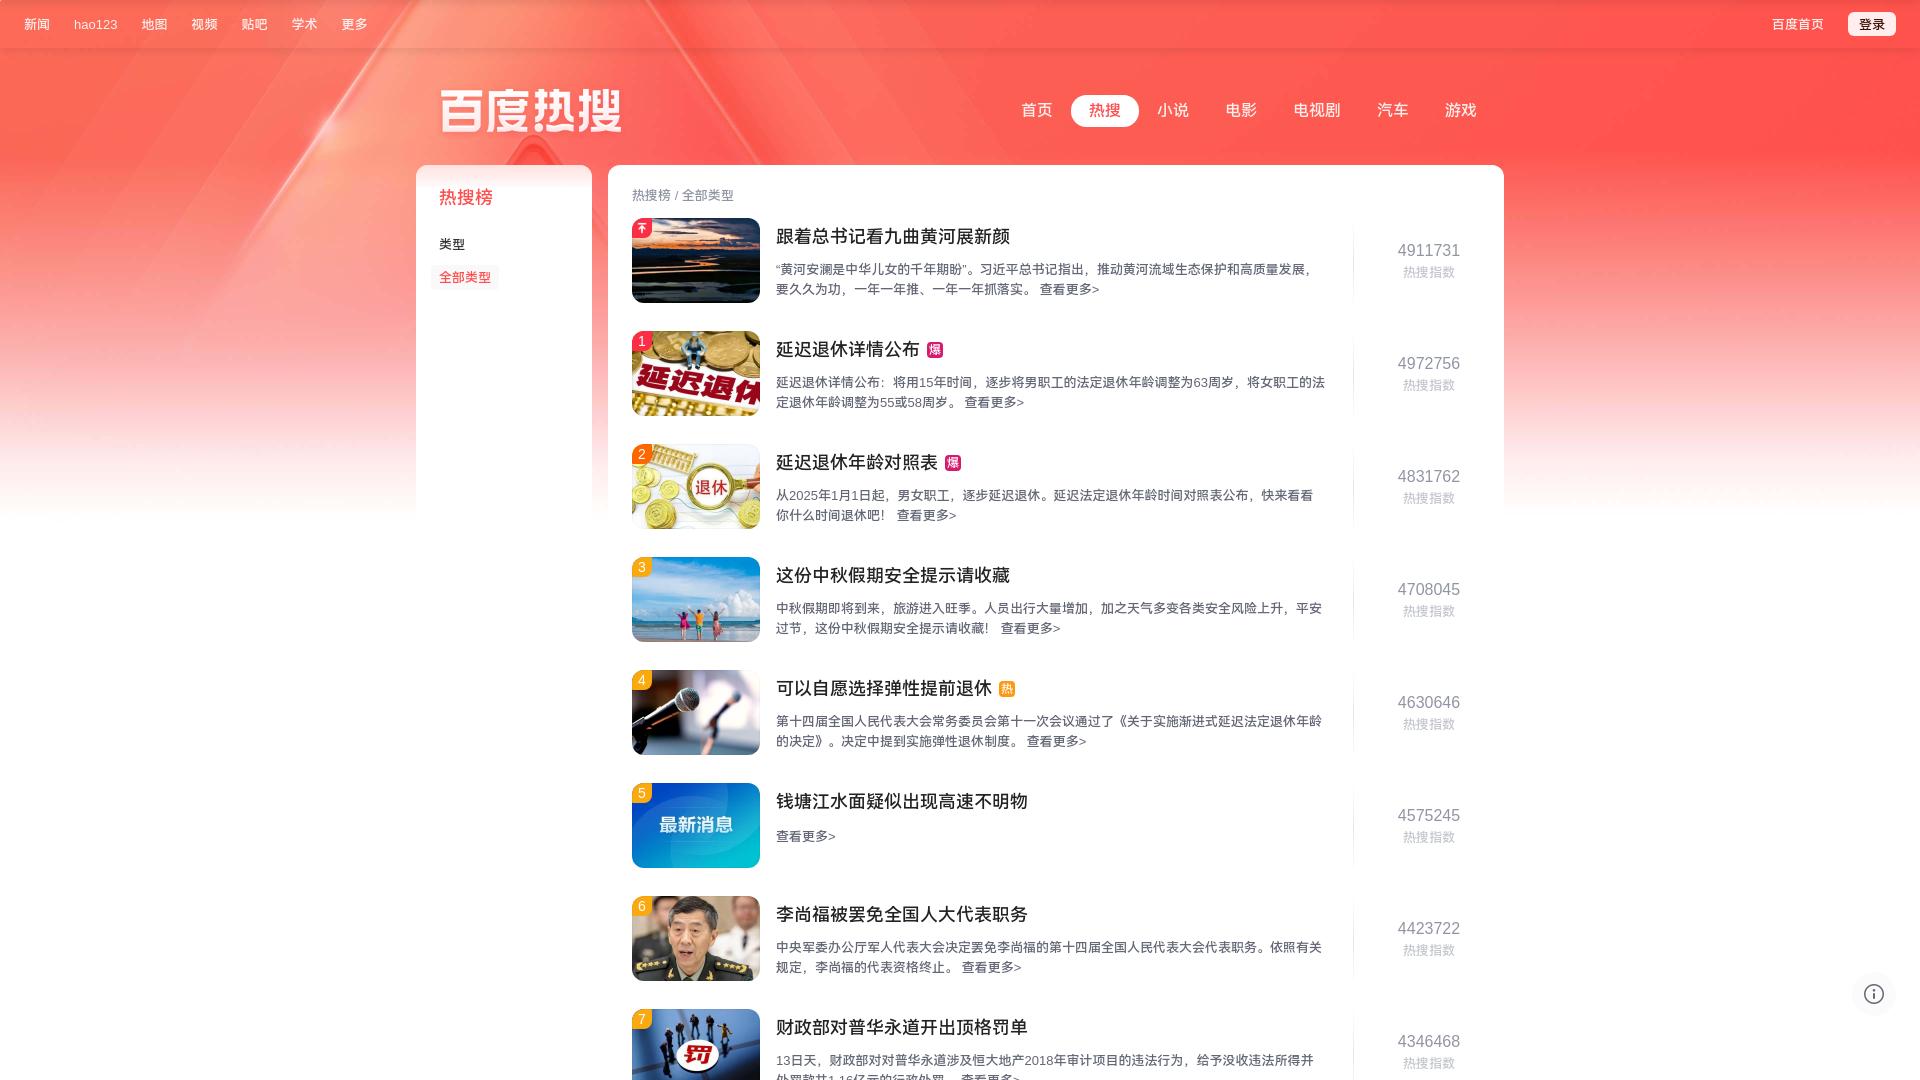 新闻 hao123 地图 视频 贴吧 学术 更多 百度首页 登录
百度热搜
首页 热搜 小说 电影 电视剧 汽车 游戏
热搜榜
类型
全部类型
热搜榜 / 全部类型
跟着总书记看九曲黄河展新颜
“黄河安澜是中华儿女的千年期盼”。习近平总书记指出，推动黄河流域生态保护和高质量发展，
要久久为功，一年一年推、一年一年抓落实。 查看更多>
4911731
热搜指数
1
延迟退休
延迟退休详情公布 爆
延迟退休详情公布：将用15年时间，逐步将男职工的法定退休年龄调整为63周岁，将女职工的法
定退休年龄调整为55或58周岁。 查看更多>
4972756
热搜指数
2
退休
延迟退休年龄对照表 爆
从2025年1月1日起，男女职工，逐步延迟退休。延迟法定退休年龄时间对照表公布，快来看看
你什么时间退休吧！ 查看更多>
4831762
热搜指数
3
这份中秋假期安全提示请收藏
中秋假期即将到来，旅游进入旺季。人员出行大量增加，加之天气多变各类安全风险上升，平安
过节，这份中秋假期安全提示请收藏！ 查看更多>
4708045
热搜指数
4
可以自愿选择弹性提前退休 热
第十四届全国人民代表大会常务委员会第十一次会议通过了《关于实施渐进式延迟法定退休年龄
的决定》。决定中提到实施弹性退休制度。 查看更多>
4630646
热搜指数
5
最新消息
钱塘江水面疑似出现高速不明物
查看更多>
4575245
热搜指数
6
李尚福被罢免全国人大代表职务
中央军委办公厅军人代表大会决定罢免李尚福的第十四届全国人民代表大会代表职务。依照有关
规定，李尚福的代表资格终止。 查看更多>
4423722
热搜指数
7
罚
财政部对普华永道开出顶格罚单
13日天，财政部对对普华永道涉及恒大地产2018年审计项目的违法行为，给予没收违法所得并
处罚款共1.16亿元的行政处罚。 查看更多>
4346468
热搜指数